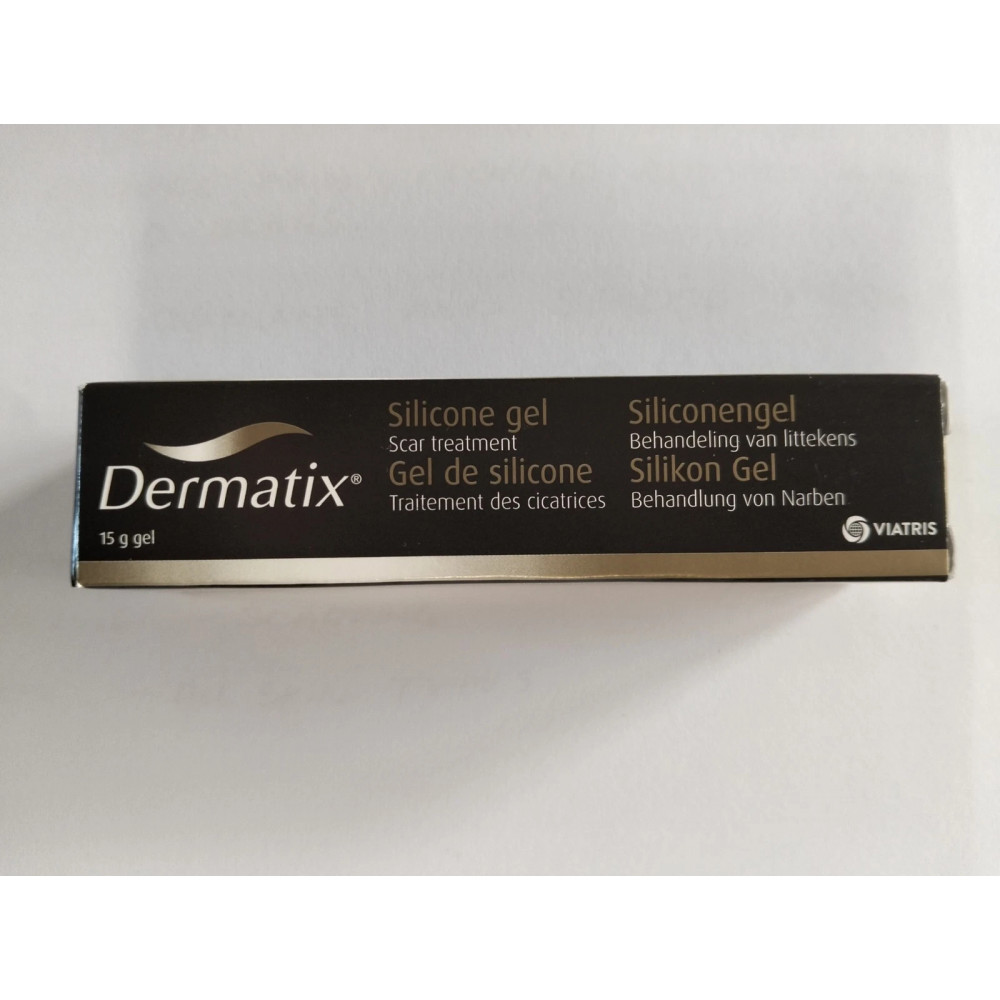 Dermatix®
15 g gel
Silicone gel
Scar treatment
Gel de silicone
Traitement des cicatrices
Siliconengel
Behandeling van littekens
Silikon Gel
Behandlung von Narben
VIATRIS